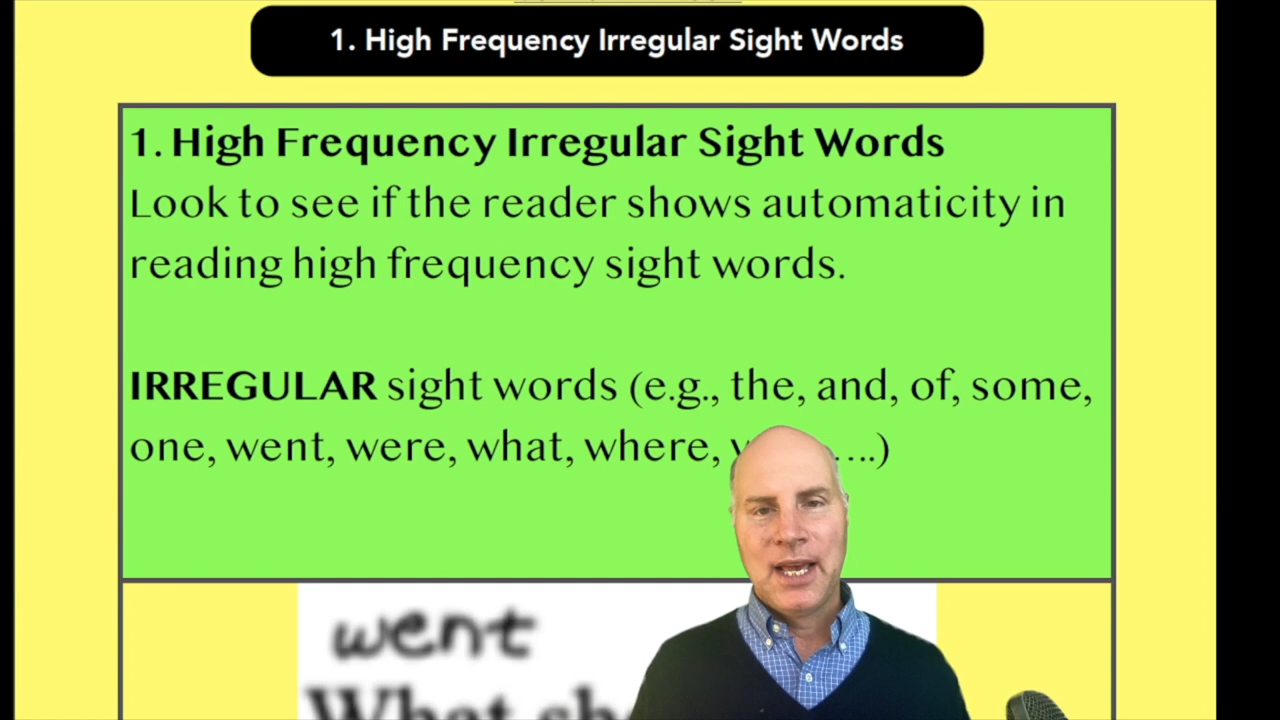 1. High Frequency Irregular Sight Words
1. High Frequency Irregular Sight Words
Look to see if the reader shows automaticity in
reading high frequency sight words.
IRREGULAR sight words (e.g., the, and, of, some,
one, went, were, what, where, ….)
went
What